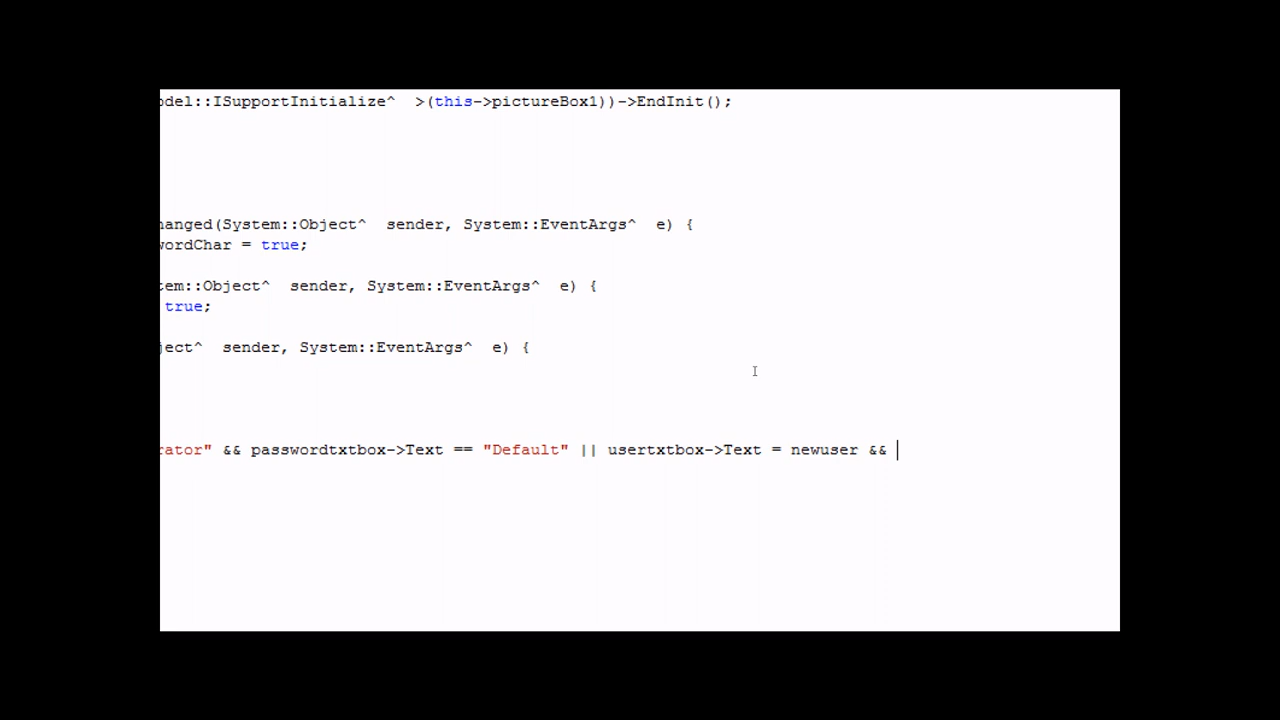 odel::ISupportInitialize^  >(this->pictureBox1))->EndInit();
hanged(System::Object^  sender, System::EventArgs^  e) {
wordChar = true;
tem::Object^  sender, System::EventArgs^  e) {
true;
ject^  sender, System::EventArgs^  e) {
rator" && passwordtxtbox->Text == "Default" || usertxtbox->Text = newuser &&